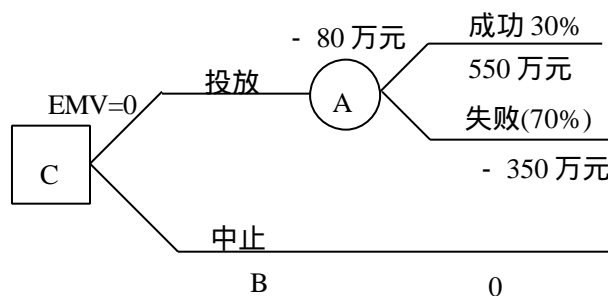 - 80 万元
成功 30%
550 万元
投放
A
EMV=0
失败(70%)
- 350 万元
C
中止
B
0